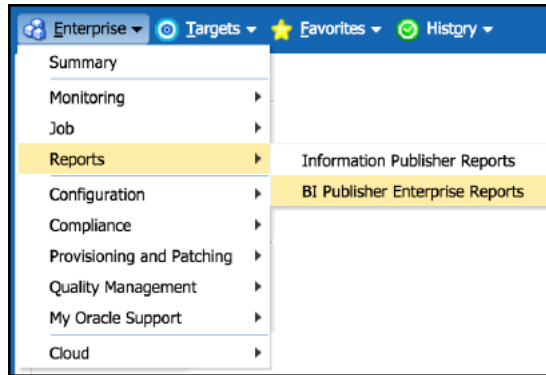 Enterprise Targets Favorites History
Summary
Monitoring
Job
Reports
Information Publisher Reports
BI Publisher Enterprise Reports
Configuration
Compliance
Provisioning and Patching
Quality Management
My Oracle Support
Cloud